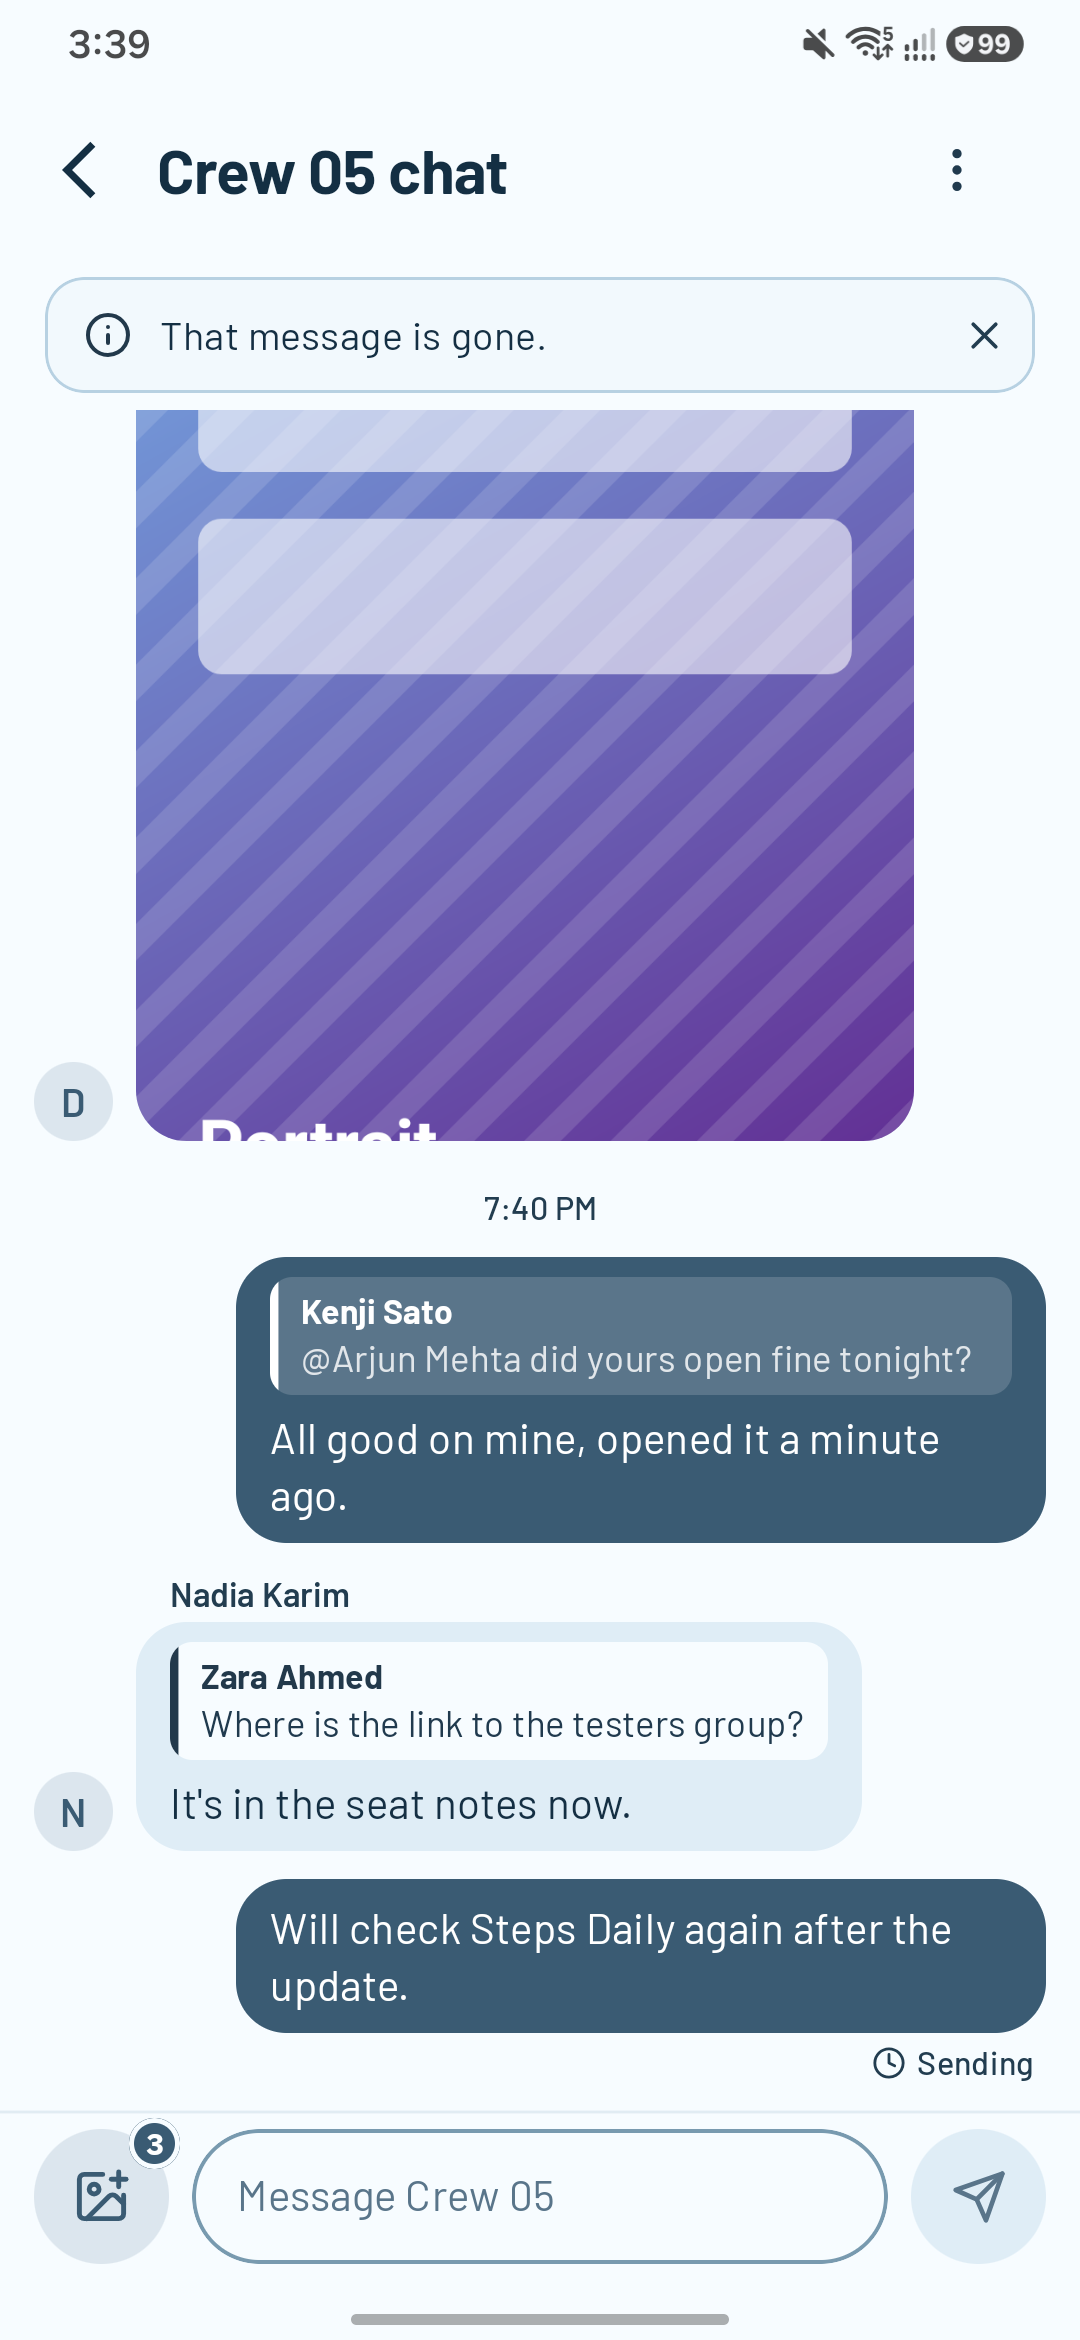 3:39
5
99
Crew 05 chat
That message is gone.
D
Portrait
7:40 PM
Kenji Sato
@Arjun Mehta did yours open fine tonight?
All good on mine, opened it a minute
ago.
Nadia Karim
Zara Ahmed
Where is the link to the testers group?
It's in the seat notes now.
N
Will check Steps Daily again after the
update.
Sending
3
Message Crew 05